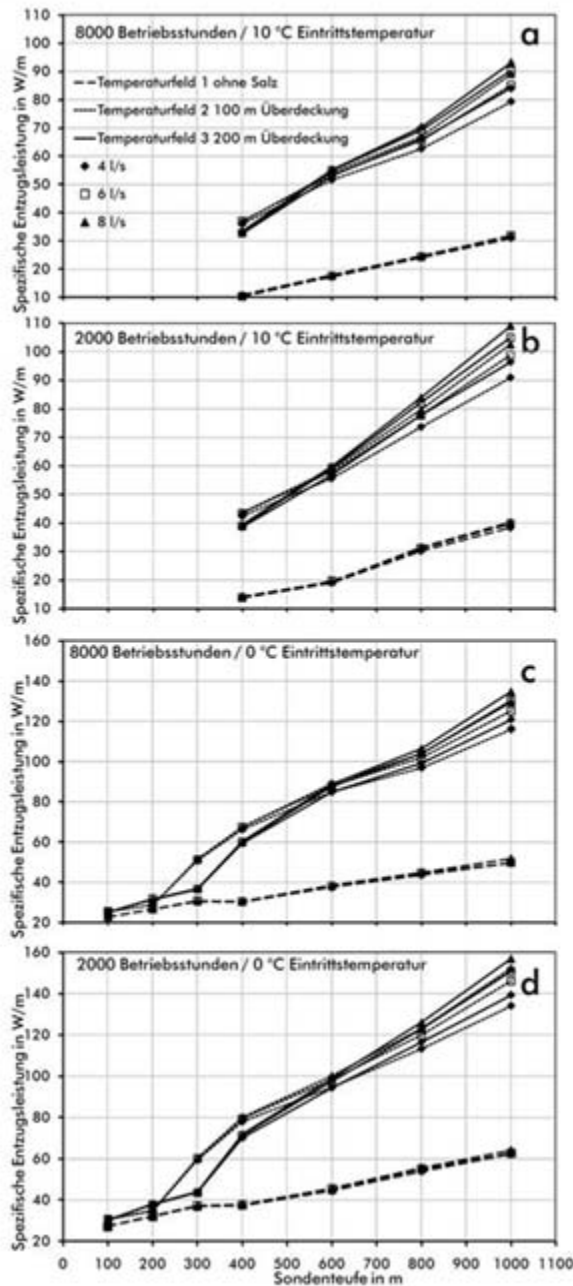 Spezifische Entzugsleistung in W/m
110
100
90
80
70
60
50
40
30
20
10
8000 Betriebsstunden / 10 °C Eintrittstemperatur
a
Temperaturfeld 1 ohne Salz
Temperaturfeld 2 100 m Überdeckung
Temperaturfeld 3 200 m Überdeckung
4 l/s
6 l/s
8 l/s
Spezifische Entzugsleistung in W/m
110
100
90
80
70
60
50
40
30
20
10
2000 Betriebsstunden / 10 °C Eintrittstemperatur
b
Spezifische Entzugsleistung in W/m
160
140
120
100
80
60
40
20
8000 Betriebsstunden / 0 °C Eintrittstemperatur
c
Spezifische Entzugsleistung in W/m
160
140
120
100
80
60
40
20
2000 Betriebsstunden / 0 °C Eintrittstemperatur
d
0 100 200 300 400 500 600 700 800 900 1000 1100
Sondenteufe in m